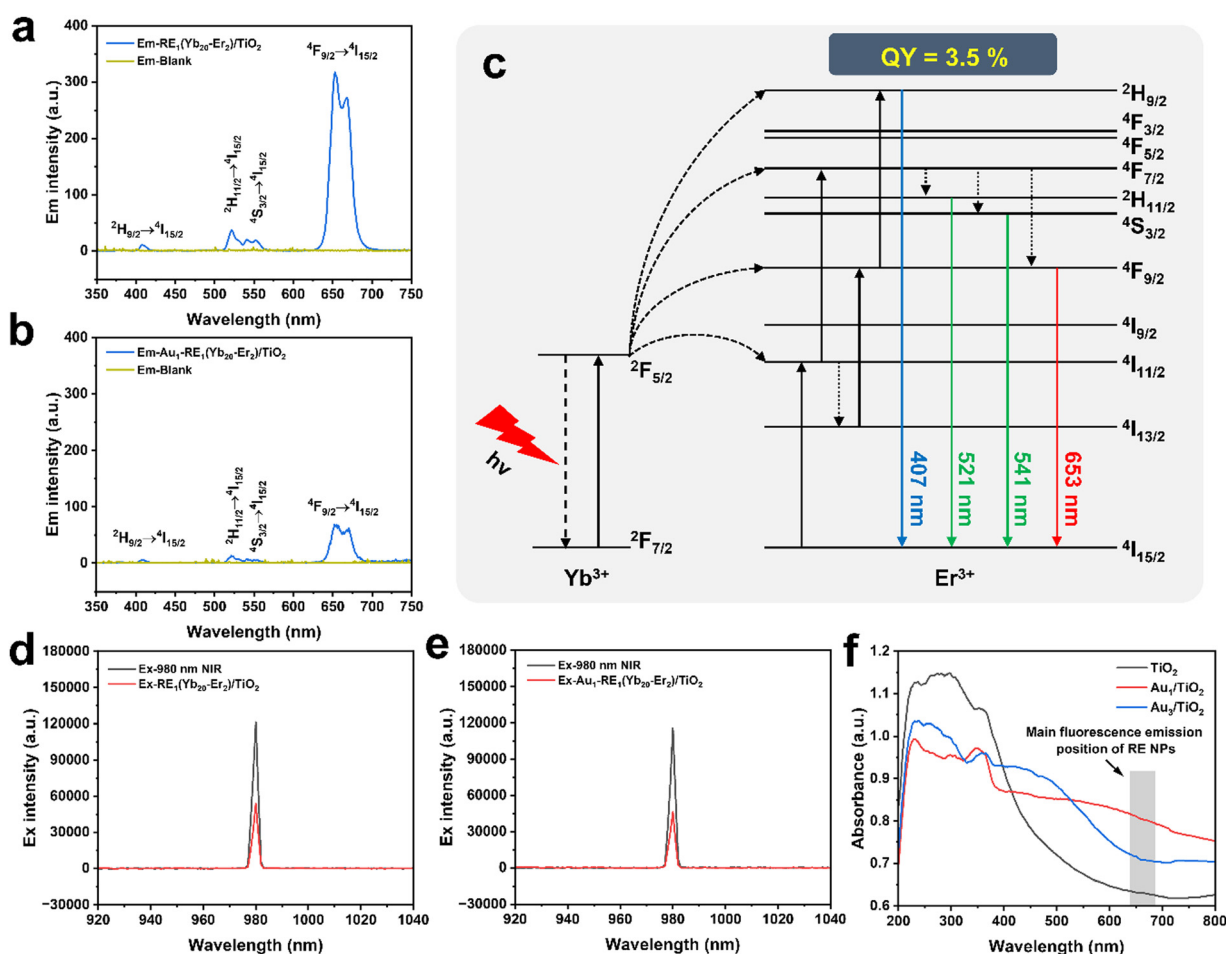 a
400
300
200
100
0
Em intensity (a.u.)
Em-RE₁(Yb₂₀-Er₂)/TiO₂
Em-Blank
²H₉/₂→⁴I₁₅/₂
²H₁₁/₂→⁴I₁₅/₂
⁴S₃/₂→⁴I₁₅/₂
⁴F₉/₂→⁴I₁₅/₂
350 400 450 500 550 600 650 700 750
Wavelength (nm)
b
400
300
200
100
0
Em intensity (a.u.)
Em-Au₁-RE₁(Yb₂₀-Er₂)/TiO₂
Em-Blank
²H₉/₂→⁴I₁₅/₂
²H₁₁/₂→⁴I₁₅/₂
⁴S₃/₂→⁴I₁₅/₂
⁴F₉/₂→⁴I₁₅/₂
350 400 450 500 550 600 650 700 750
Wavelength (nm)
c
QY = 3.5 %
²H₉/₂
⁴F₃/₂
⁴F₅/₂
⁴F₇/₂
²H₁₁/₂
⁴S₃/₂
⁴F₉/₂
⁴I₉/₂
⁴I₁₁/₂
⁴I₁₃/₂
⁴I₁₅/₂
²F₅/₂
²F₇/₂
hv
407 nm
521 nm
541 nm
653 nm
Yb³⁺
Er³⁺
d
180000
150000
120000
90000
60000
30000
0
−30000
Ex intensity (a.u.)
Ex-980 nm NIR
Ex-RE₁(Yb₂₀-Er₂)/TiO₂
920 940 960 980 1000 1020 1040
Wavelength (nm)
e
180000
150000
120000
90000
60000
30000
0
−30000
Ex intensity (a.u.)
Ex-980 nm NIR
Ex-Au₁-RE₁(Yb₂₀-Er₂)/TiO₂
920 940 960 980 1000 1020 1040
Wavelength (nm)
f
1.2
1.1
1.0
0.9
0.8
0.7
0.6
Absorbance (a.u.)
TiO₂
Au₁/TiO₂
Au₃/TiO₂
Main fluorescence emission
position of RE NPs
200 300 400 500 600 700 800
Wavelength (nm)